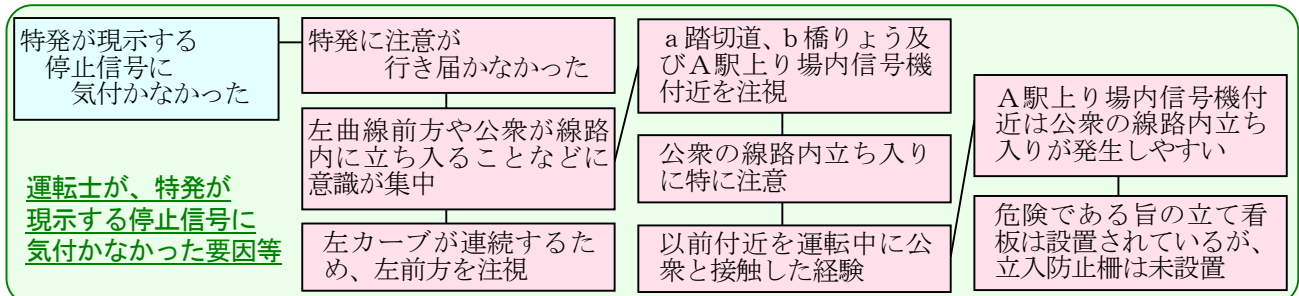 特発が現示する
停止信号に
気付かなかった
特発に注意が
行き届かなかった
左曲線前方や公衆が線路
内に立ち入ることなどに
意識が集中
左カーブが連続するた
め、左前方を注視
ａ踏切道、ｂ橋りょう及
びＡ駅上り場内信号機
付近を注視
公衆の線路内立ち入り
に特に注意
以前付近を運転中に公
衆と接触した経験
Ａ駅上り場内信号機付
近は公衆の線路内立ち
入りが発生しやすい
危険である旨の立て看
板は設置されているが、
立入防止柵は未設置
運転士が、特発が
現示する停止信号に
気付かなかった要因等